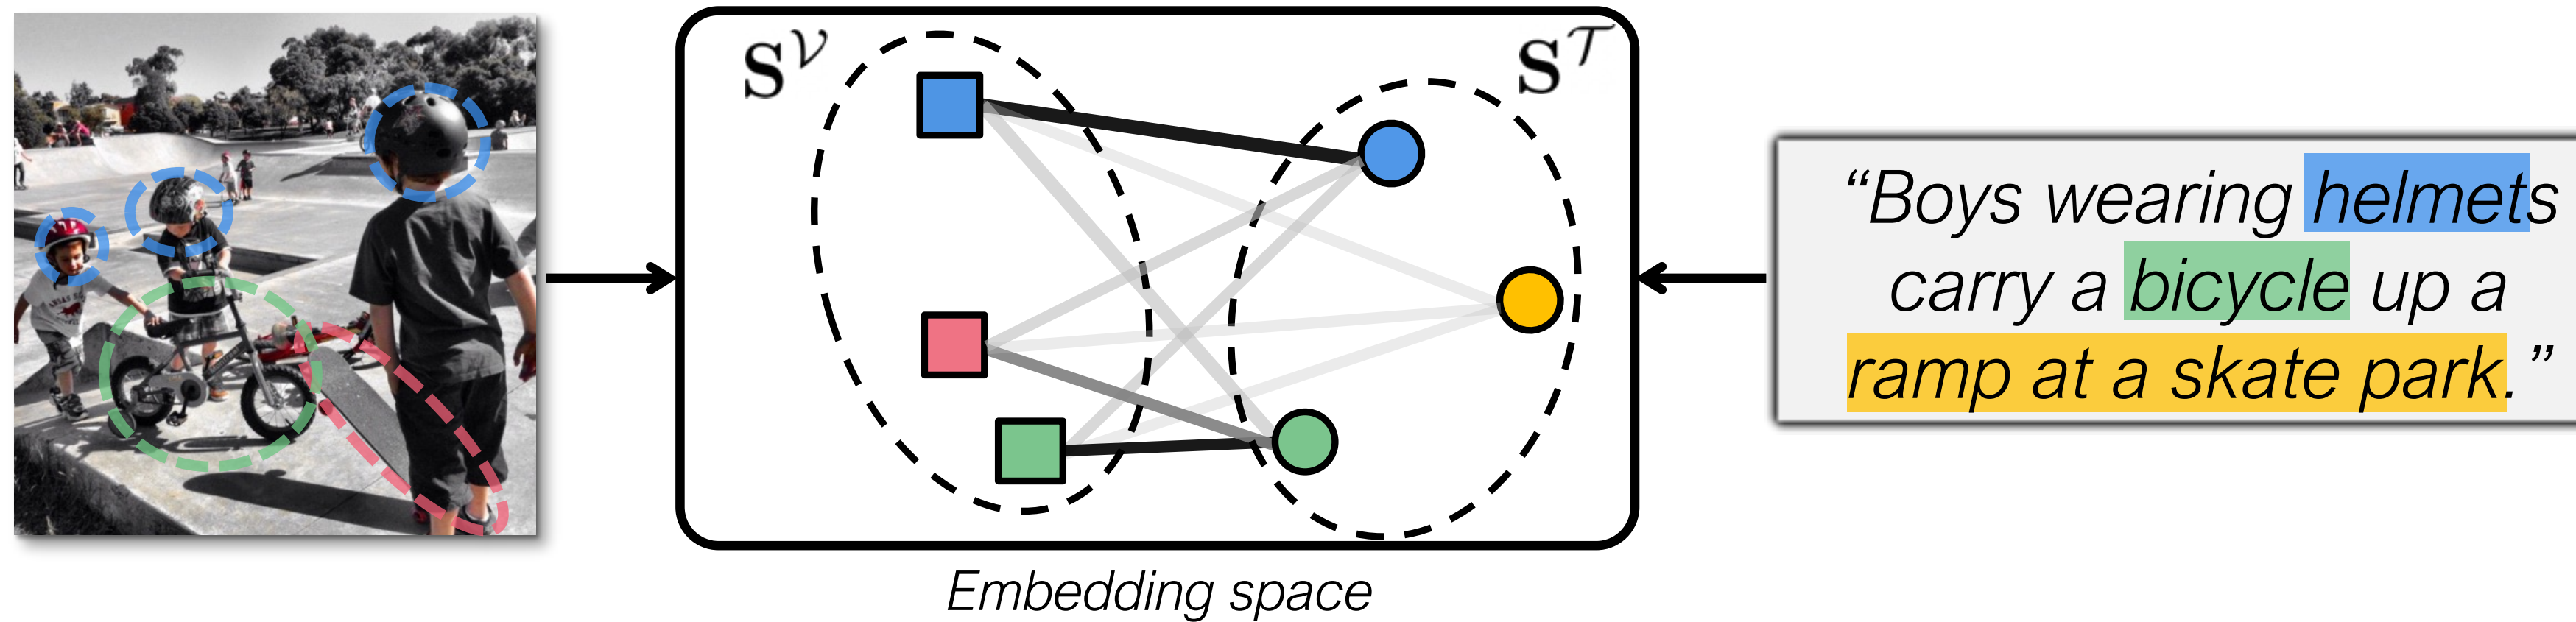 S^V
S^T
“Boys wearing helmets
carry a bicycle up a
ramp at a skate park.”
Embedding space